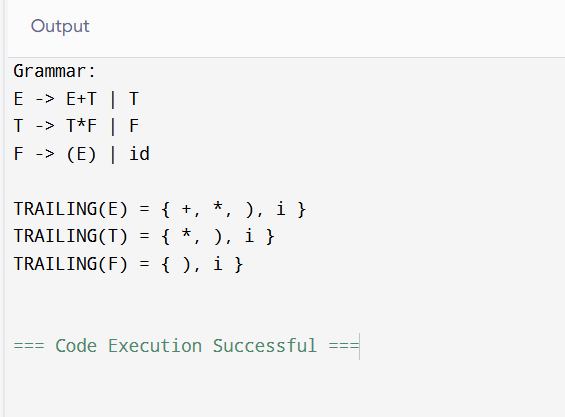 Output
Grammar:
E -> E+T | T
T -> T*F | F
F -> (E) | id
TRAILING(E) = { +, *, ), i }
TRAILING(T) = { *, ), i }
TRAILING(F) = { ), i }
=== Code Execution Successful ===